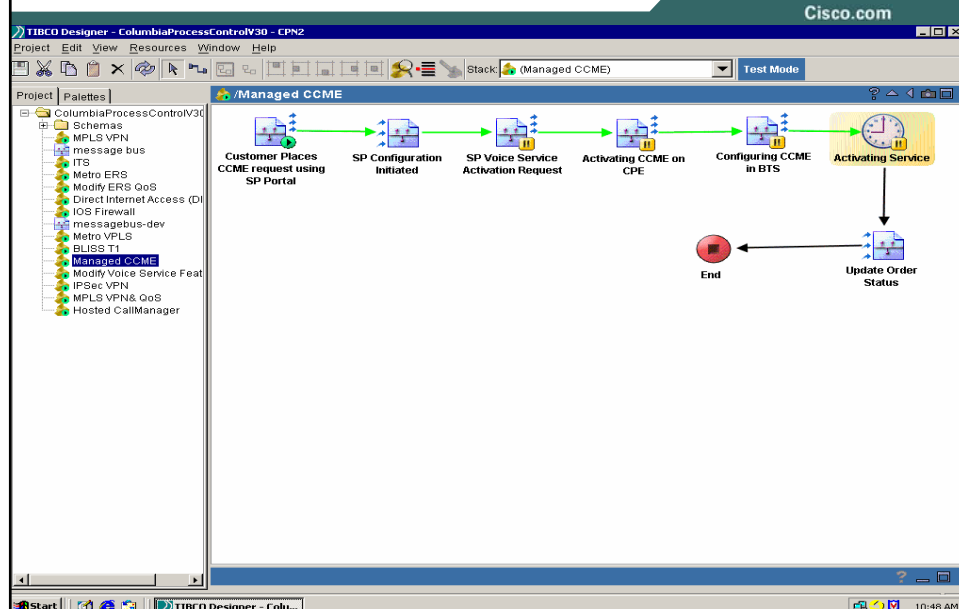 Cisco.com
TIBCO Designer - ColumbiaProcessControlV30 - CPN2
Project Edit View Resources Window Help
Stack: (Managed CCME)
Test Mode
Project Palettes
/Managed CCME
ColumbiaProcessControlV3(
Schemas
MPLS VPN
message bus
ITS
Metro ERS
Modify ERS QoS
Direct Internet Access (DI
IOS Firewall
messagebus-dev
Metro VPLS
BLISS T1
Managed CCME
Modify Voice Service Feat
IPSec VPN
MPLS VPN& QoS
Hosted CallManager
Customer Places
CCME request using
SP Portal
SP Configuration
Initiated
SP Voice Service
Activation Request
Activating CCME on
CPE
Configuring CCME
in BTS
Activating Service
Update Order
Status
End
Start
TIBCO Designer - Colu...
10:48 AM